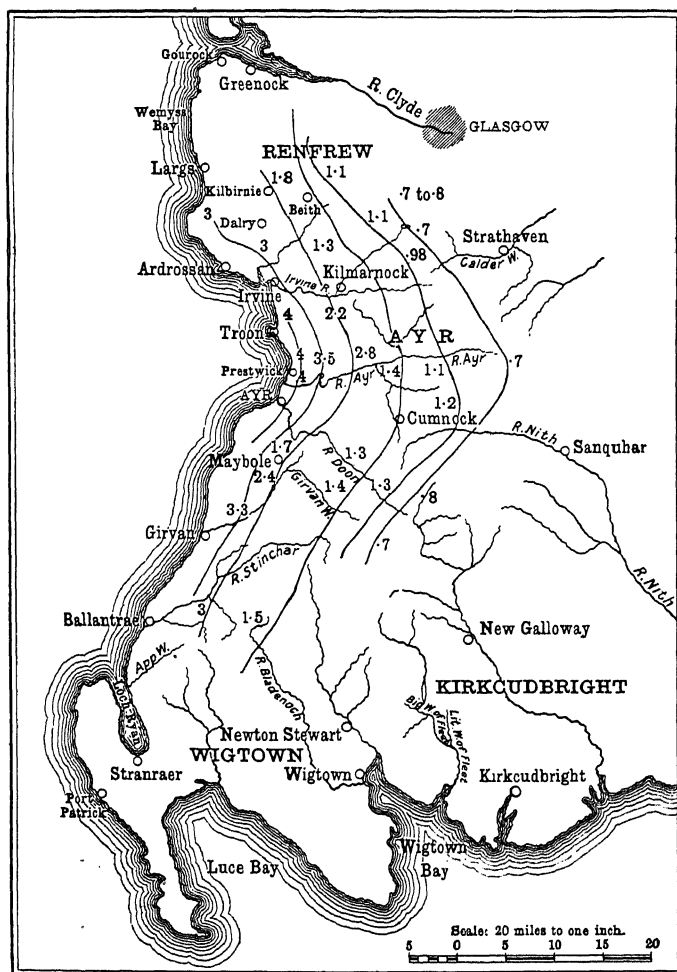 Gourock
Greenock
R. Clyde
GLASGOW
Wemyss
Bay
RENFREW
Largs
1·8
1·1
Kilbirnie
Beith
·7 to·8
1·1
·7
3
Dalry
Strathaven
3
1·3
·98
Calder W.
Ardrossan
Kilmarnock
Irvine R.
Irvine
4
2·2
Troon
AYR
4
3·5
2·8
R. Ayr
·7
Prestwick
4
R. Ayr
1·4
1·1
AYR
1·2
Cumnock
R. Nith
Sanquhar
1·7
R Doon
1·3
Maybole
2·4
Girvan W.
1·4
1·3
·8
3·3
Girvan
·7
R. Stinchar
R. Nith
Ballantrae
3
1·5
New Galloway
App W.
R. Bladenoch
KIRKCUDBRIGHT
Loch Ryan
Big W of fleet
Lit. W of fleet
Newton Stewart
WIGTOWN
Stranraer
Wigtown
Kirkcudbright
Port
Patrick
Wigtown
Bay
Luce Bay
Scale: 20 miles to one inch.
5 0 5 10 15 20